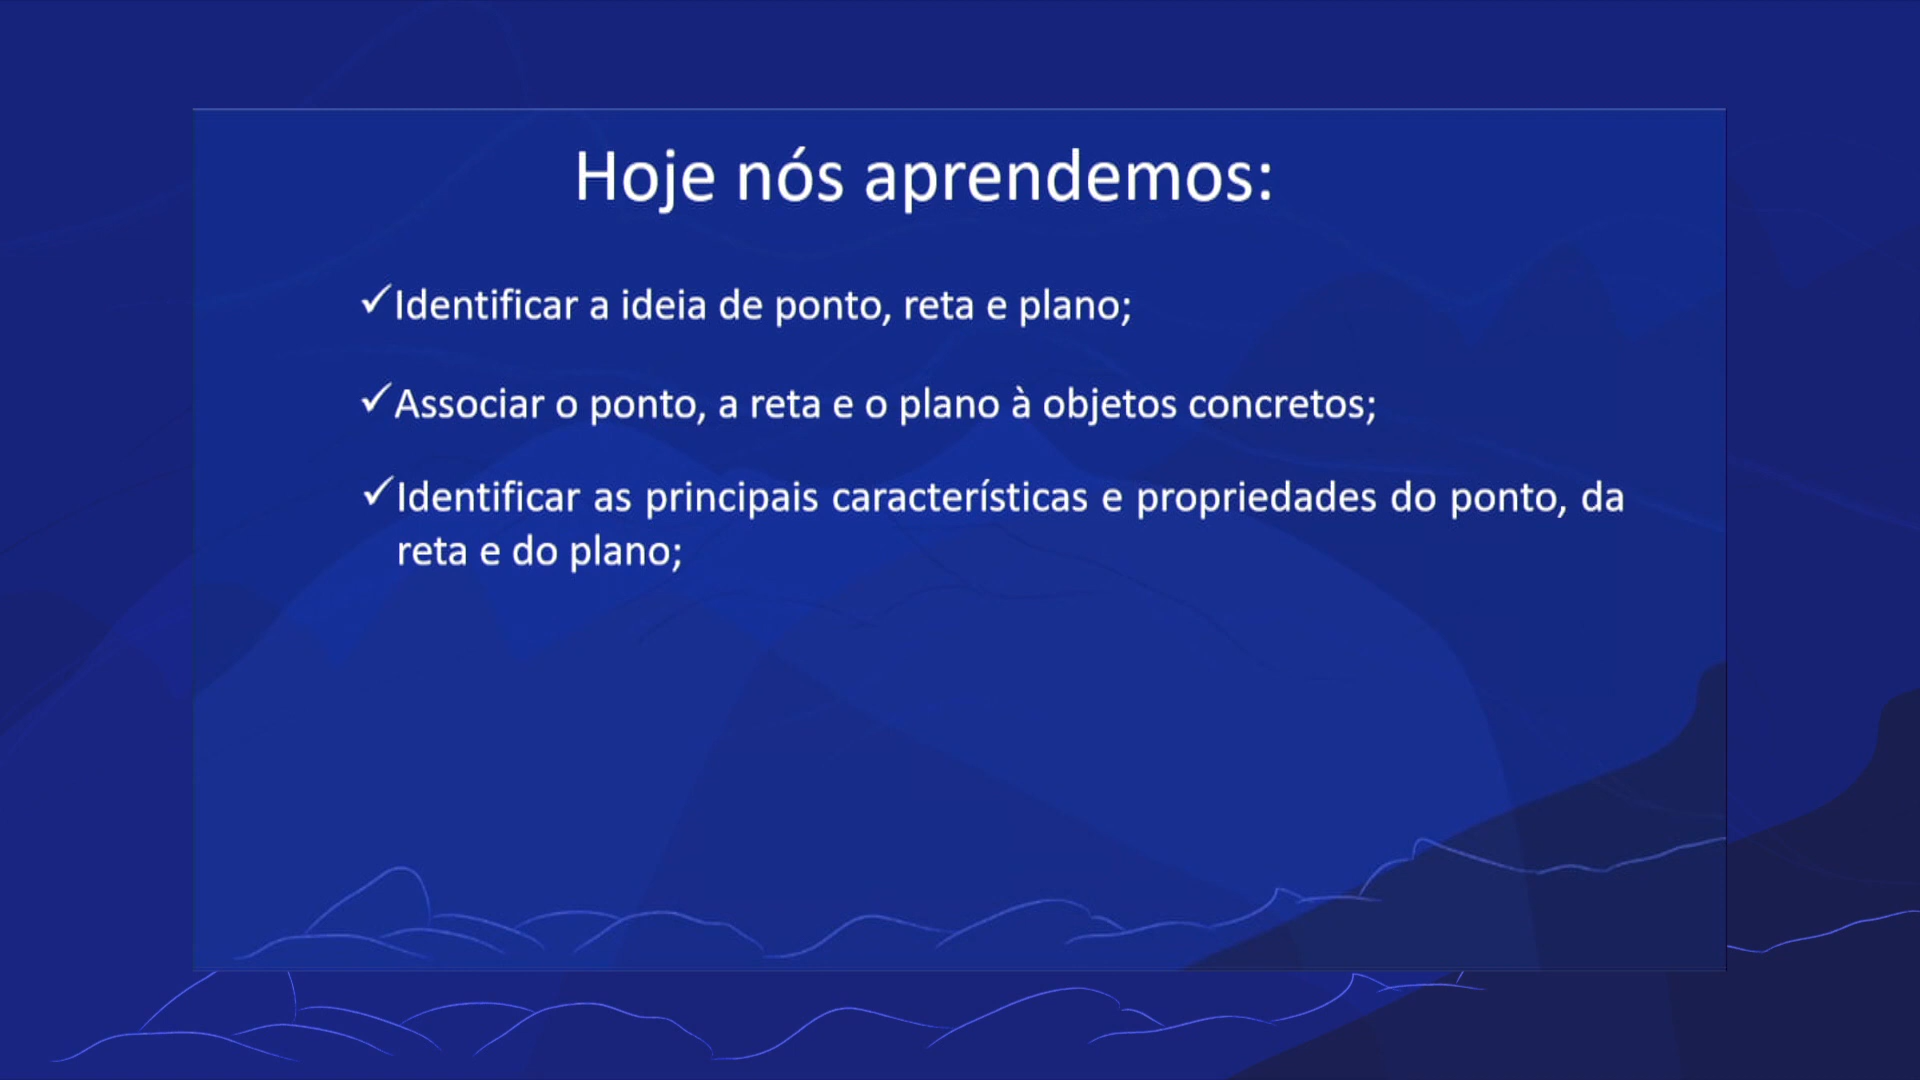 Hoje nós aprendemos:
✓Identificar a ideia de ponto, reta e plano;
✓Associar o ponto, a reta e o plano à objetos concretos;
✓Identificar as principais características e propriedades do ponto, da
reta e do plano;